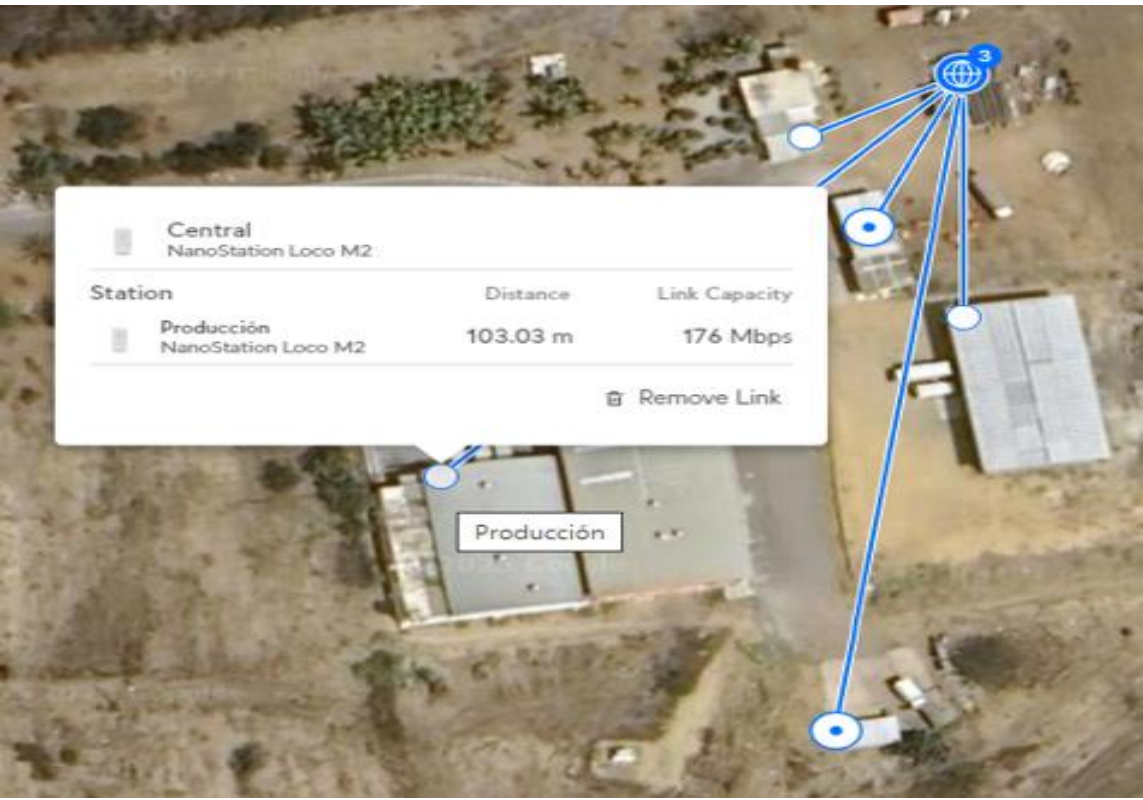 3
Central
NanoStation Loco M2
Station Distance Link Capacity
Producción 103.03 m 176 Mbps
NanoStation Loco M2
Remove Link
Producción